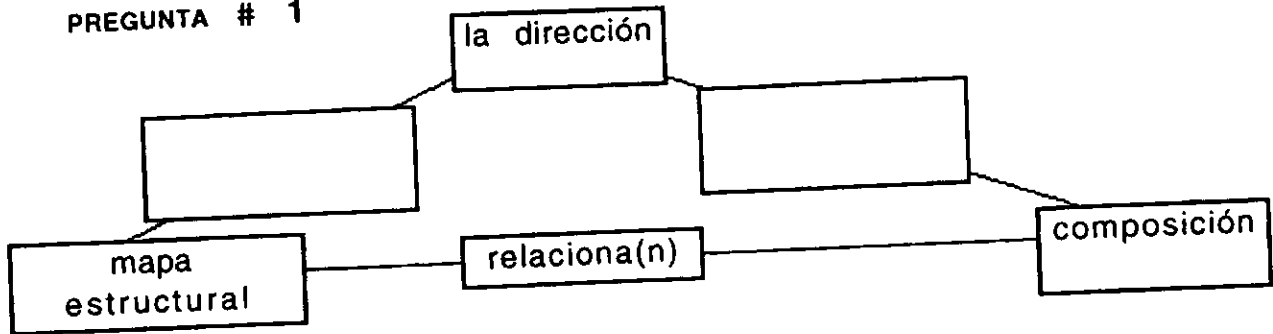 PREGUNTA # 1
la dirección
mapa
estructural
relaciona(n)
composición